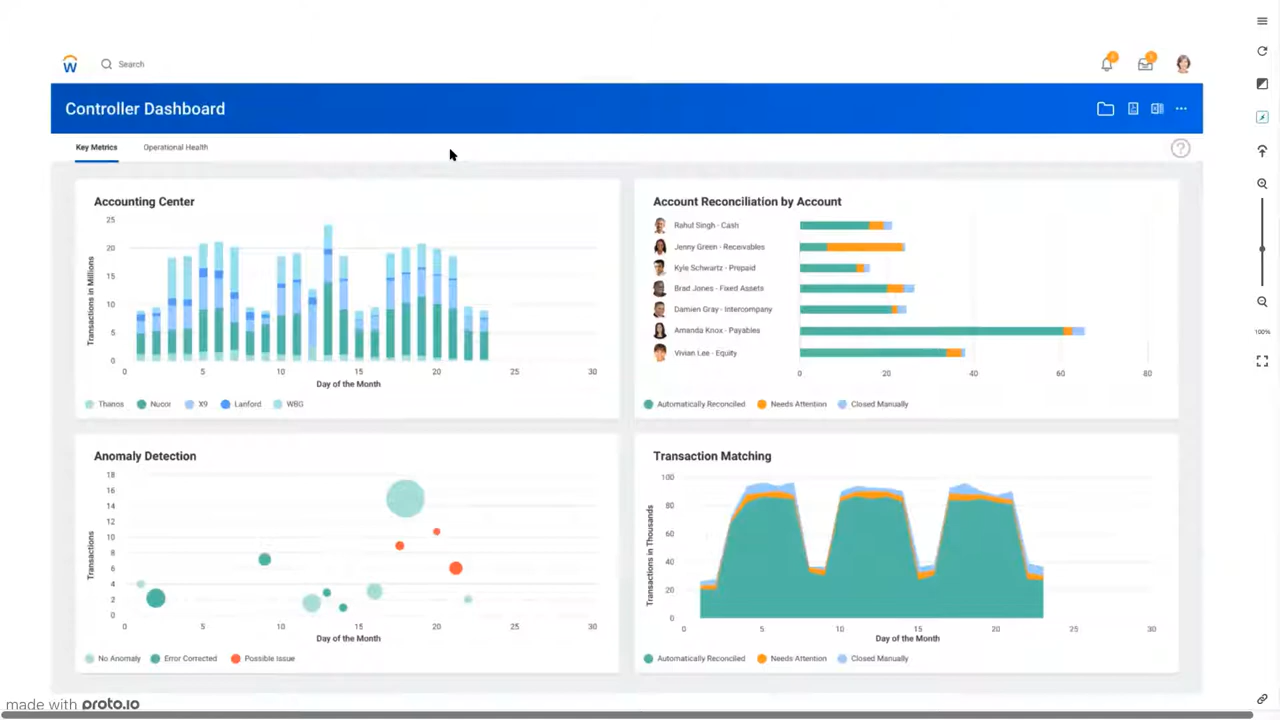 Search
Controller Dashboard
Key Metrics
Operational Health
?
Accounting Center
25
20
15
10
5
0
Transactions in Millions
0 5 10 15 20 25 30
Day of the Month
Thanos Nucor X9 Lanford WBG
Account Reconciliation by Account
Rahul Singh - Cash
Jenny Green - Receivables
Kyle Schwartz - Prepaid
Brad Jones - Fixed Assets
Damien Gray - Intercompany
Amanda Knox - Payables
Vivian Lee - Equity
0 20 40 60 80
Automatically Reconciled Needs Attention Closed Manually
Anomaly Detection
18
16
14
12
10
8
6
4
2
0
Transactions
0 5 10 15 20 25 30
Day of the Month
No Anomaly Error Corrected Possible Issue
Transaction Matching
100
80
60
40
20
0
Transactions in Thousands
0 5 10 15 20 25 30
Day of the Month
Automatically Reconciled Needs Attention Closed Manually
100%
made with proto.io